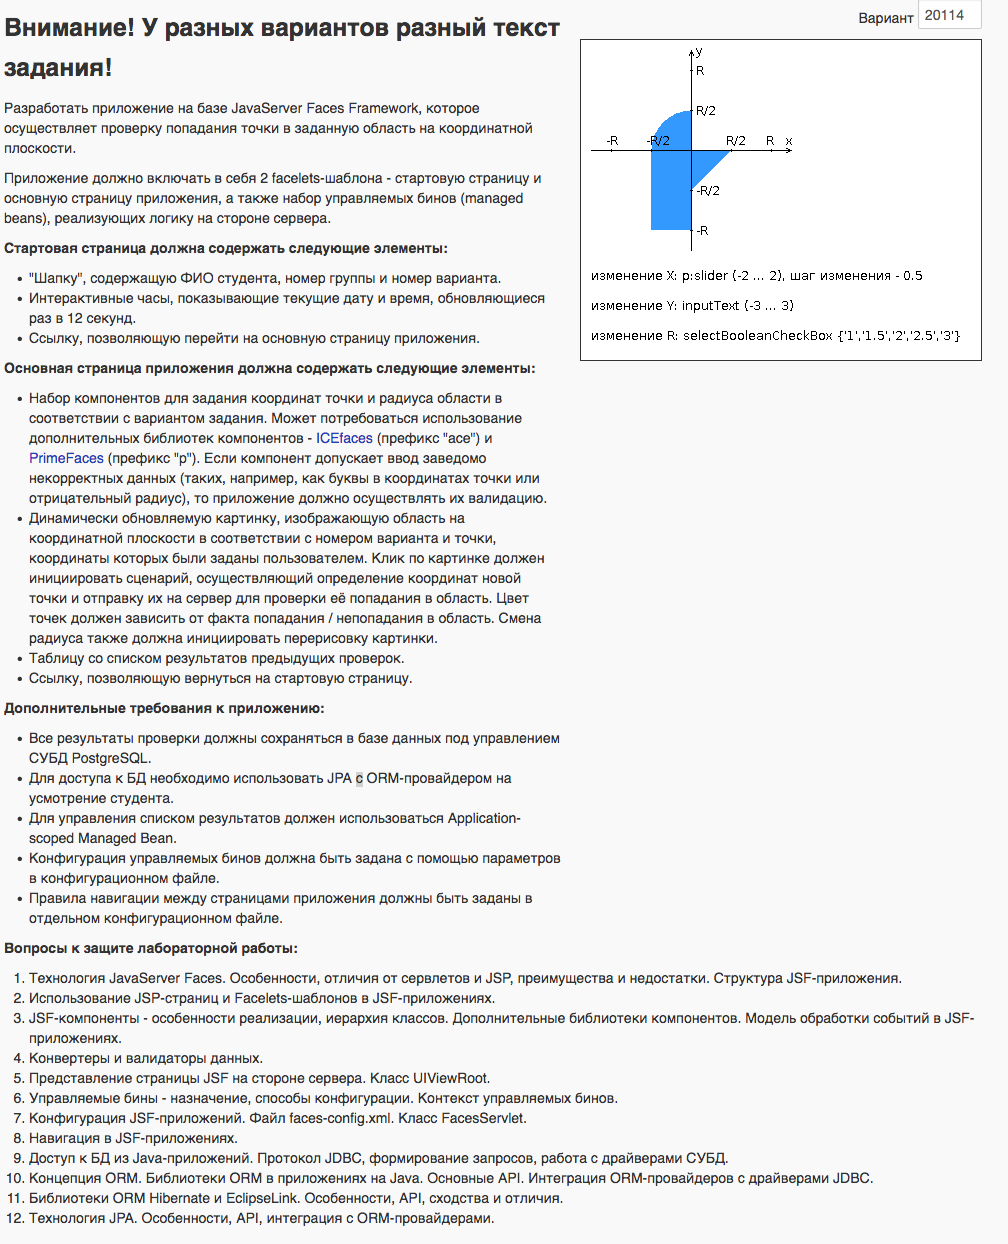 Внимание! У разных вариантов разный текст
задания!
Вариант 20114
Разработать приложение на базе JavaServer Faces Framework, которое
осуществляет проверку попадания точки в заданную область на координатной
плоскости.
Приложение должно включать в себя 2 facelets-шаблона - стартовую страницу и
основную страницу приложения, а также набор управляемых бинов (managed
beans), реализующих логику на стороне сервера.
Стартовая страница должна содержать следующие элементы:
• "Шапку", содержащую ФИО студента, номер группы и номер варианта.
• Интерактивные часы, показывающие текущие дату и время, обновляющиеся
раз в 12 секунд.
• Ссылку, позволяющую перейти на основную страницу приложения.
y
R
R/2
-R
-R/2
R/2
R
x
-R/2
-R
изменение X: p:slider (-2 ... 2), шаг изменения - 0.5
изменение Y: inputText (-3 ... 3)
изменение R: selectBooleanCheckBox {'1','1.5','2','2.5','3'}
Основная страница приложения должна содержать следующие элементы:
• Набор компонентов для задания координат точки и радиуса области в
соответствии с вариантом задания. Может потребоваться использование
дополнительных библиотек компонентов - ICEfaces (префикс "ace") и
PrimeFaces (префикс "p"). Если компонент допускает ввод заведомо
некорректных данных (таких, например, как буквы в координатах точки или
отрицательный радиус), то приложение должно осуществлять их валидацию.
• Динамически обновляемую картинку, изображающую область на
координатной плоскости в соответствии с номером варианта и точки,
координаты которых были заданы пользователем. Клик по картинке должен
инициировать сценарий, осуществляющий определение координат новой
точки и отправку их на сервер для проверки её попадания в область. Цвет
точек должен зависить от факта попадания / непопадания в область. Смена
радиуса также должна инициировать перерисовку картинки.
• Таблицу со списком результатов предыдущих проверок.
• Ссылку, позволяющую вернуться на стартовую страницу.
Дополнительные требования к приложению:
• Все результаты проверки должны сохраняться в базе данных под управлением
СУБД PostgreSQL.
• Для доступа к БД необходимо использовать JPA с ORM-провайдером на
усмотрение студента.
• Для управления списком результатов должен использоваться Application-
scoped Managed Bean.
• Конфигурация управляемых бинов должна быть задана с помощью параметров
в конфигурационном файле.
• Правила навигации между страницами приложения должны быть заданы в
отдельном конфигурационном файле.
Вопросы к защите лабораторной работы:
1. Технология JavaServer Faces. Особенности, отличия от сервлетов и JSP, преимущества и недостатки. Структура JSF-приложения.
2. Использование JSP-страниц и Facelets-шаблонов в JSF-приложениях.
3. JSF-компоненты - особенности реализации, иерархия классов. Дополнительные библиотеки компонентов. Модель обработки событий в JSF-
приложениях.
4. Конвертеры и валидаторы данных.
5. Представление страницы JSF на стороне сервера. Класс UIViewRoot.
6. Управляемые бины - назначение, способы конфигурации. Контекст управляемых бинов.
7. Конфигурация JSF-приложений. Файл faces-config.xml. Класс FacesServlet.
8. Навигация в JSF-приложениях.
9. Доступ к БД из Java-приложений. Протокол JDBC, формирование запросов, работа с драйверами СУБД.
10. Концепция ORM. Библиотеки ORM в приложениях на Java. Основные API. Интеграция ORM-провайдеров с драйверами JDBC.
11. Библиотеки ORM Hibernate и EclipseLink. Особенности, API, сходства и отличия.
12. Технология JPA. Особенности, API, интеграция с ORM-провайдерами.